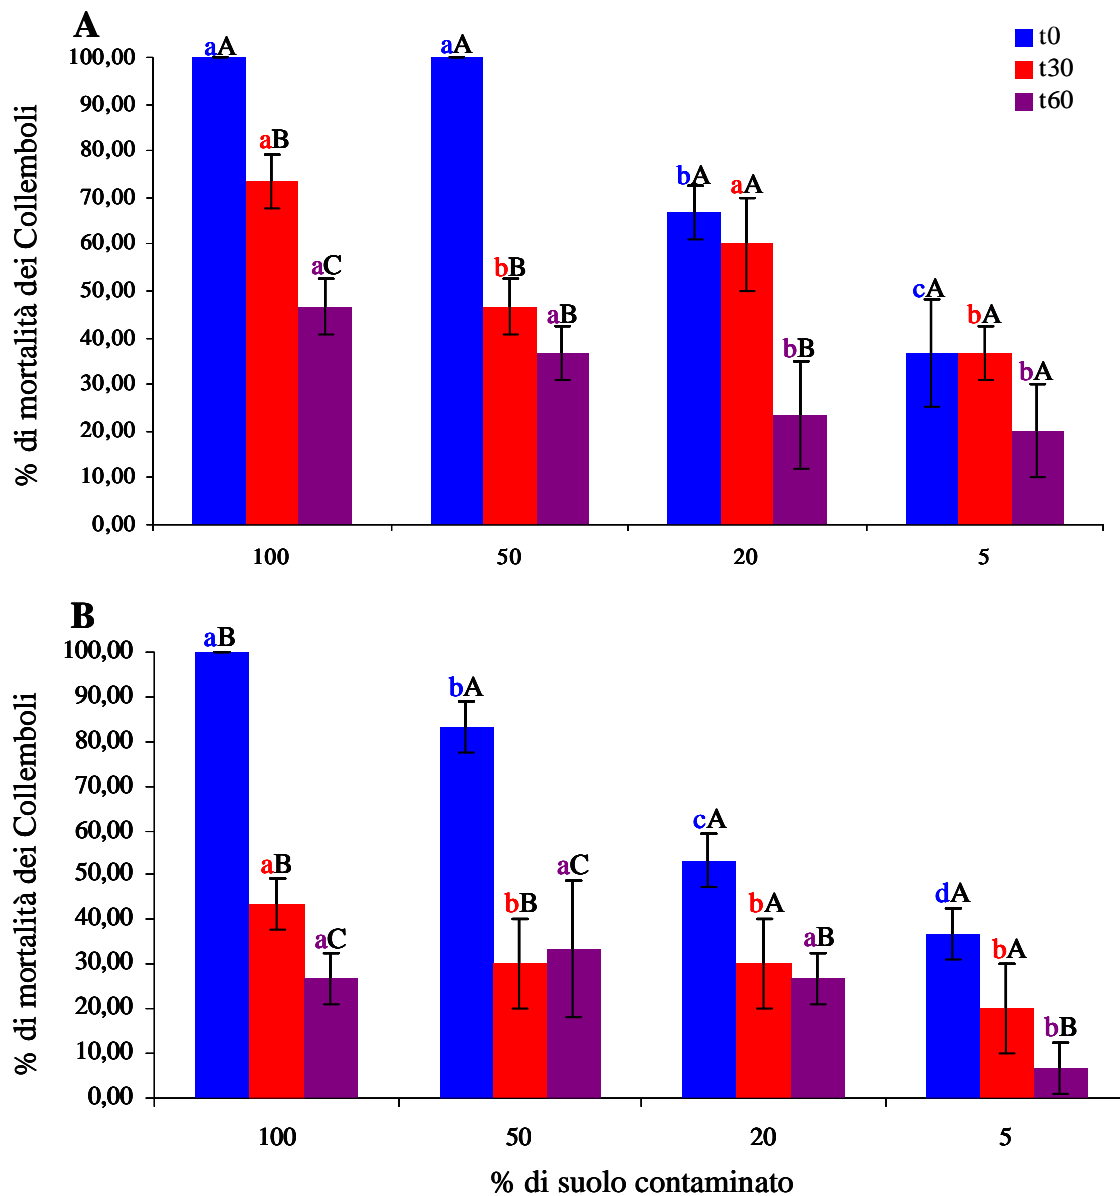 A
t0
t30
t60
% di mortalità dei Collemboli
100,00
90,00
80,00
70,00
60,00
50,00
40,00
30,00
20,00
10,00
0,00
aA aB aC
aA bB aB
bA aA bB
cA bA bA
100 50 20 5
B
% di mortalità dei Collemboli
100,00
90,00
80,00
70,00
60,00
50,00
40,00
30,00
20,00
10,00
0,00
aB aB aC
bA bB aC
cA bA aB
dA bA bB
100 50 20 5
% di suolo contaminato